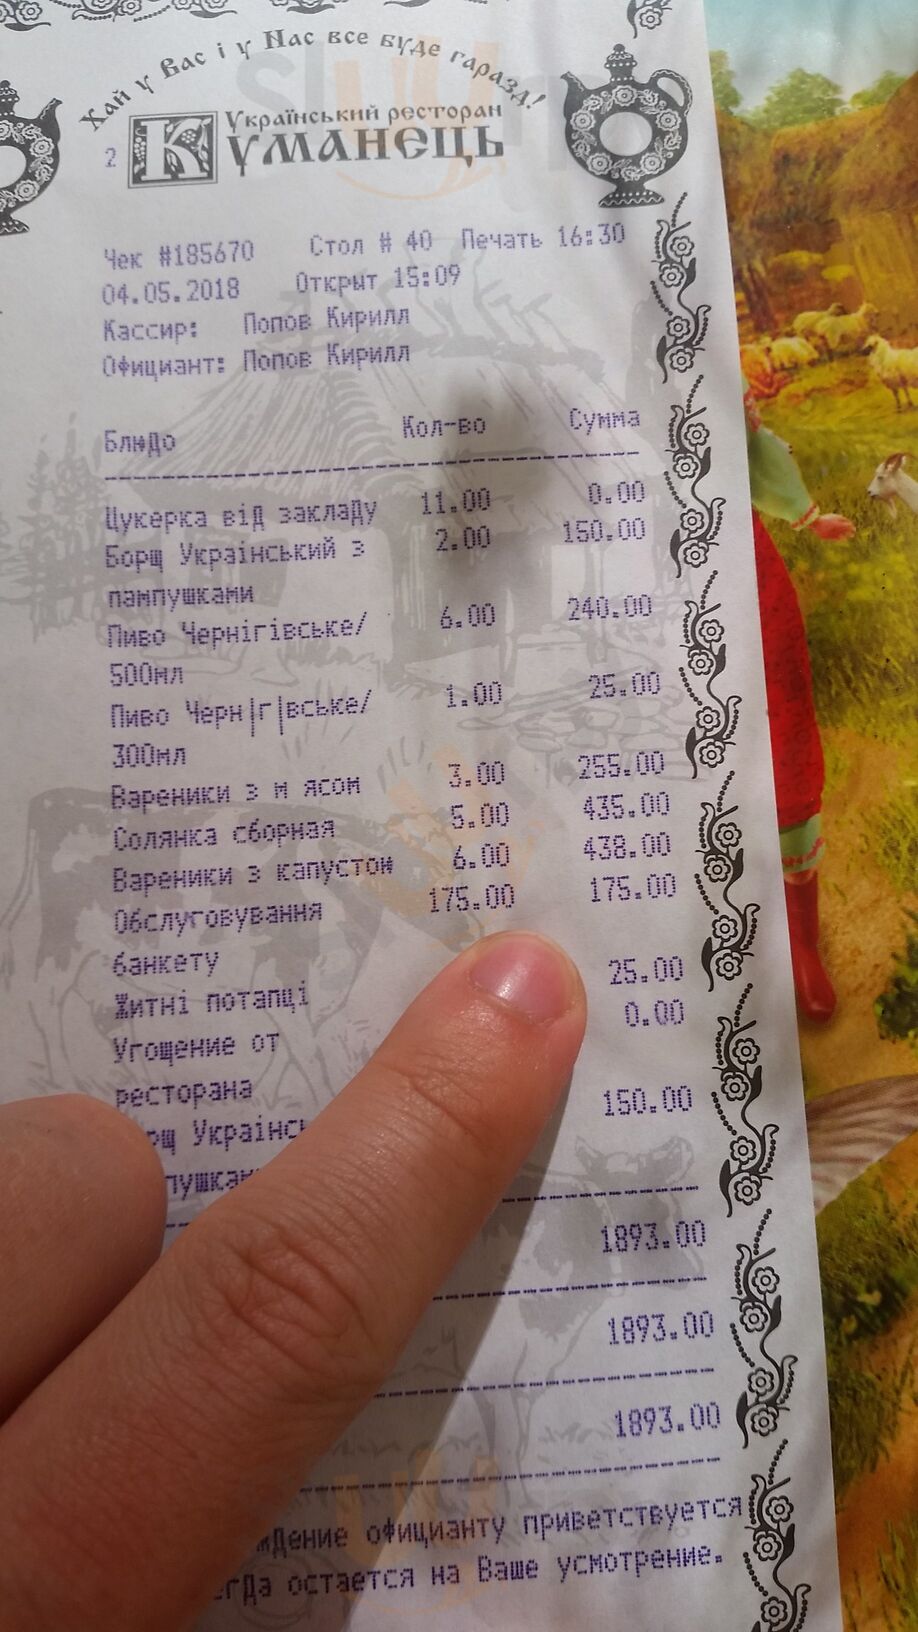 Хай у Вас і у Нас все буде гаразд!
Український ресторан
2 Куманець
Чек #185670 Стол # 40 Печать 16:30
04.05.2018 Открыт 15:09
Кассир: Попов Кирилл
Официант: Попов Кирилл
Блюдо Кол-во Сумма
Цукерка від закладу 11.00 0.00
Борщ Украінський з 2.00 150.00
пампушками
Пиво Чернігівське/ 6.00 240.00
500мл
Пиво Черн|г|вське/ 1.00 25.00
300мл
Вареники з м ясом 3.00 255.00
Солянка сборная 5.00 435.00
Вареники з капустом 6.00 438.00
Обслуговування 175.00 175.00
банкету
Житні потапці 25.00
Угощение от 0.00
ресторана
150.00
1893.00
1893.00
1893.00
официанту приветствуется
остается на Ваше усмотрение.